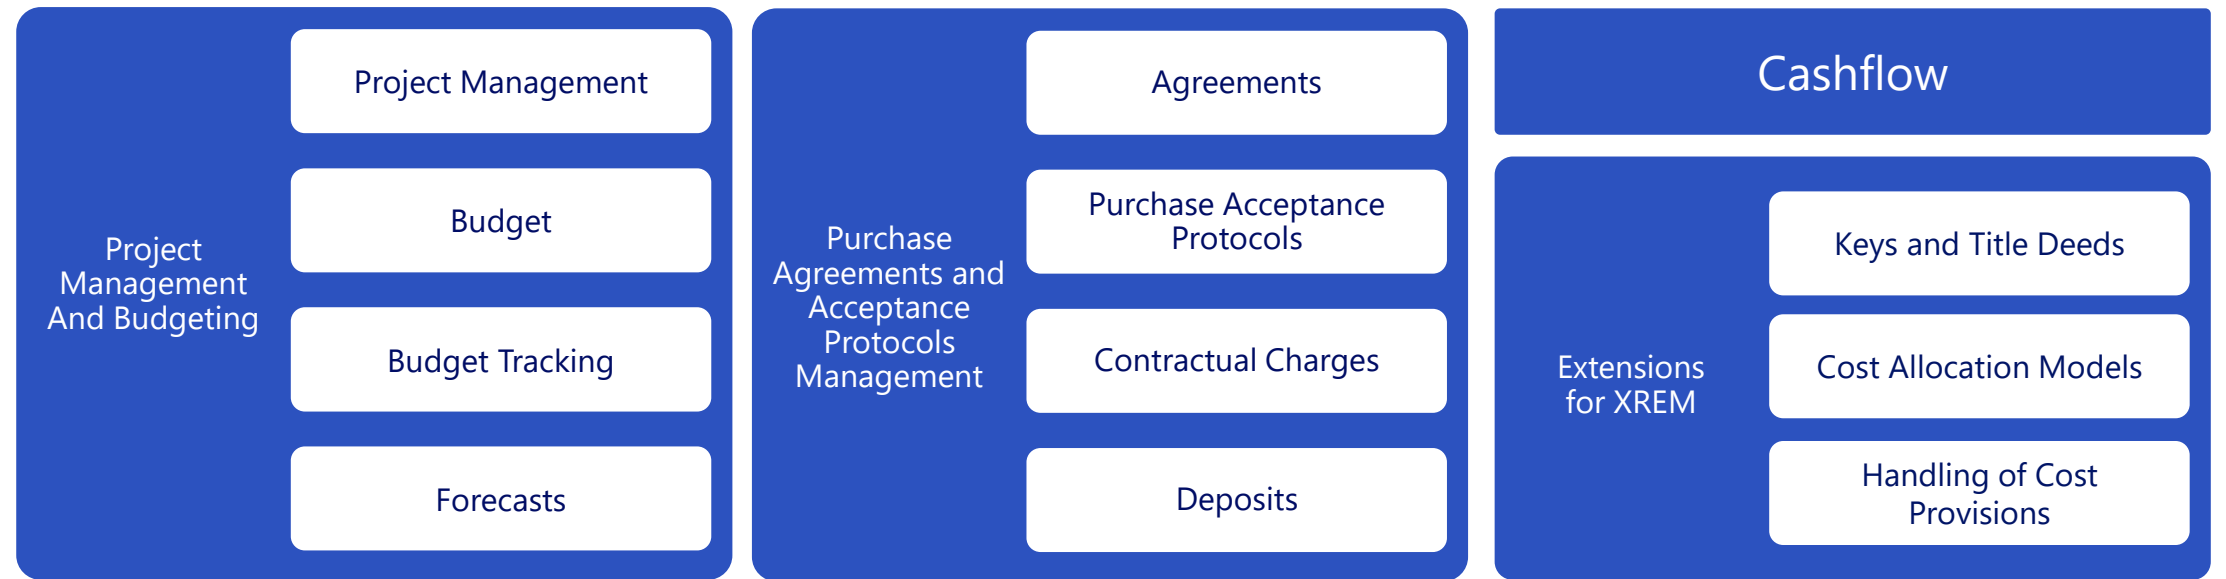 Project
Management
And Budgeting
Project Management
Budget
Budget Tracking
Forecasts
Purchase
Agreements and
Acceptance
Protocols
Management
Agreements
Purchase Acceptance
Protocols
Contractual Charges
Deposits
Cashflow
Extensions
for XREM
Keys and Title Deeds
Cost Allocation Models
Handling of Cost
Provisions